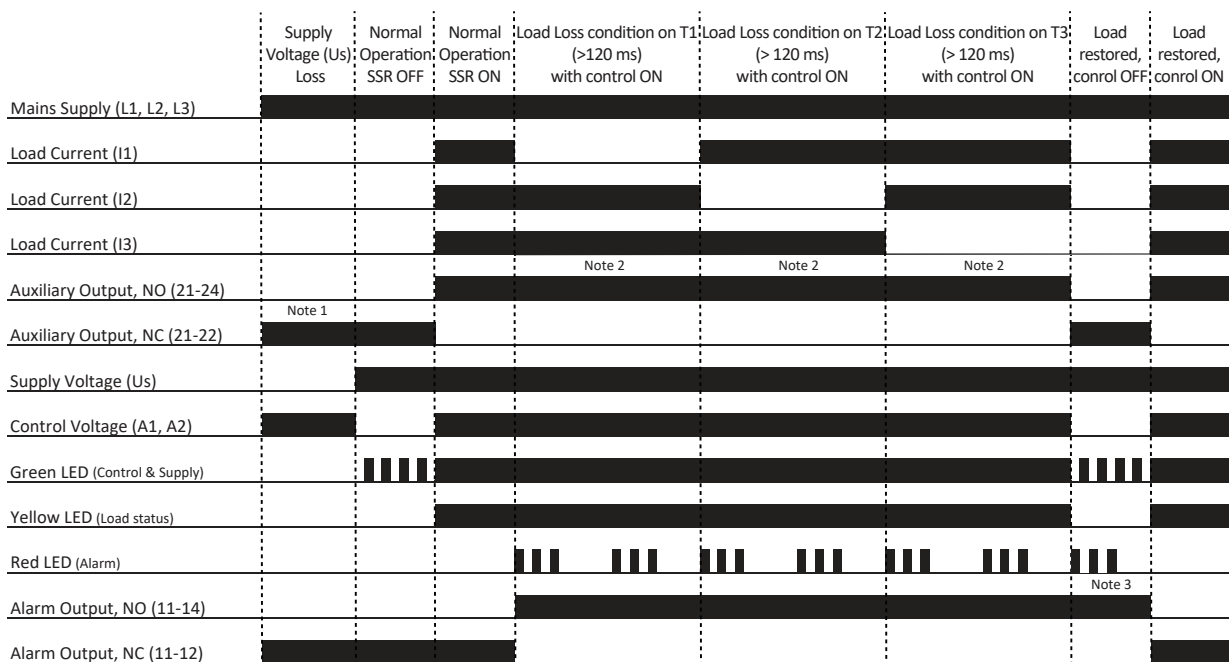 Supply
Voltage (Us)
Loss
Normal
Operation
SSR OFF
Normal
Operation
SSR ON
Load Loss condition on T1
(>120 ms)
with control ON
Load Loss condition on T2
(> 120 ms)
with control ON
Load Loss condition on T3
(> 120 ms)
with control ON
Load
restored,
conrol OFF
Load
restored,
conrol ON
Mains Supply (L1, L2, L3)
Load Current (I1)
Load Current (I2)
Load Current (I3)
Note 2
Note 2
Note 2
Auxiliary Output, NO (21-24)
Note 1
Auxiliary Output, NC (21-22)
Supply Voltage (Us)
Control Voltage (A1, A2)
Green LED (Control & Supply)
Yellow LED (Load status)
Red LED (Alarm)
Note 3
Alarm Output, NO (11-14)
Alarm Output, NC (11-12)